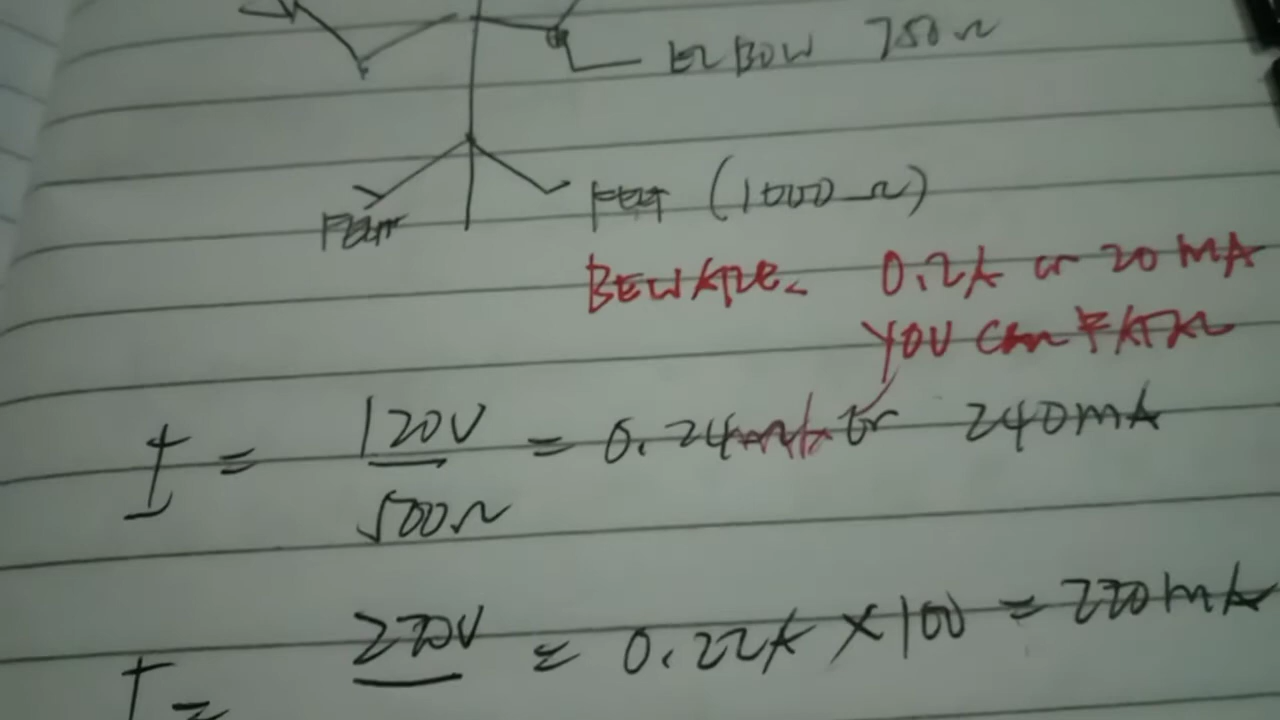 ELBOW 750Ω
FEET (1000Ω)
FEET
BEWARE. 0.2A or 20 MA
YOU Can FATAL
I = 120V = 0.24mA or 240mA
500Ω
I = 220V = 0.22A × 100 = 220mA